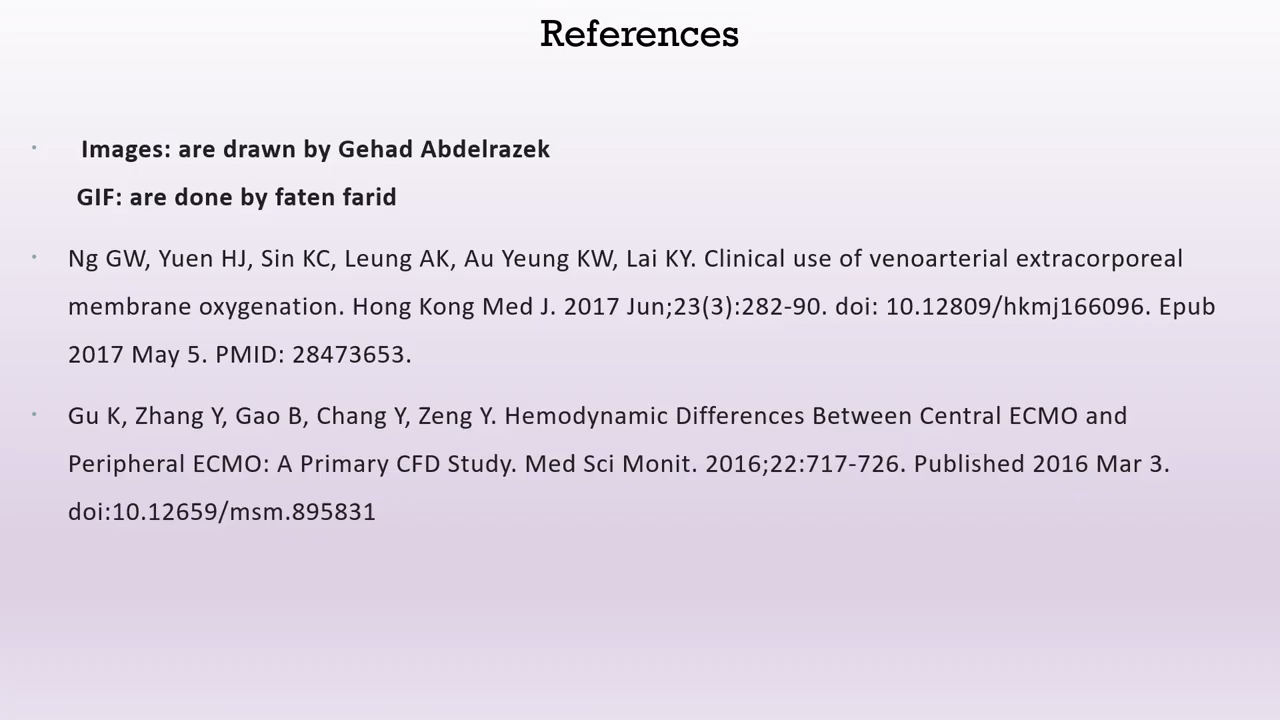 References
• Images: are drawn by Gehad Abdelrazek
GIF: are done by faten farid
• Ng GW, Yuen HJ, Sin KC, Leung AK, Au Yeung KW, Lai KY. Clinical use of venoarterial extracorporeal
membrane oxygenation. Hong Kong Med J. 2017 Jun;23(3):282-90. doi: 10.12809/hkmj166096. Epub
2017 May 5. PMID: 28473653.
• Gu K, Zhang Y, Gao B, Chang Y, Zeng Y. Hemodynamic Differences Between Central ECMO and
Peripheral ECMO: A Primary CFD Study. Med Sci Monit. 2016;22:717-726. Published 2016 Mar 3.
doi:10.12659/msm.895831